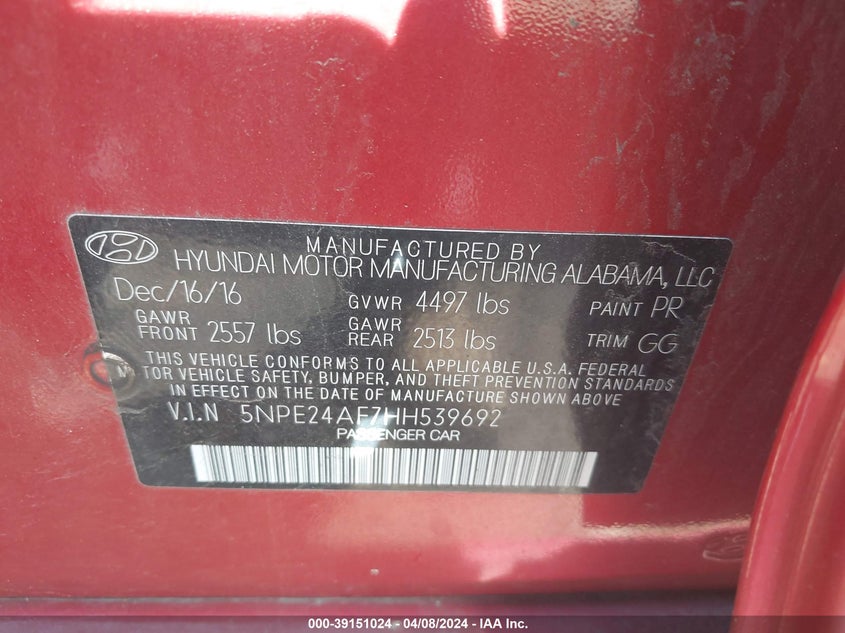 MANUFACTURED BY
HYUNDAI MOTOR MANUFACTURING ALABAMA, LLC
Dec/16/16 GVWR 4497 lbs PAINT PR
GAWR FRONT 2557 lbs GAWR REAR 2513 lbs TRIM GG
THIS VEHICLE CONFORMS TO ALL APPLICABLE U.S.A. FEDERAL
TOR VEHICLE SAFETY, BUMPER, AND THEFT PREVENTION STANDARDS
IN EFFECT ON THE DATE OF MANUFACTURE SHOWN ABOVE.
V.I.N 5NPE24AF7HH539692
PASSENGER CAR
000-39151024 - 04/08/2024 - © IAA, Inc.